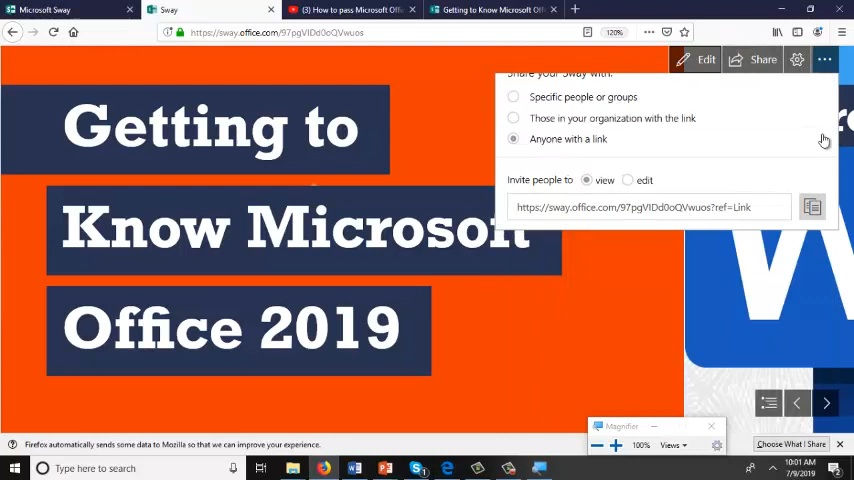 Microsoft Sway
Sway
(3) How to pass Microsoft Offi
Getting to Know Microsoft Of
https://sway.office.com/97pgVIDd0oQVwuos
120%
Edit
Share
Share your Sway with:
Specific people or groups
Those in your organization with the link
Anyone with a link
Invite people to
view
edit
https://sway.office.com/97pgVIDd0oQVwuos?ref=Link
Getting to
Know Microsoft
Office 2019
W
Magnifier
100%
Views
Firefox automatically sends some data to Mozilla so that we can improve your experience.
Choose What I Share
Type here to search
10:01 AM
7/9/2019